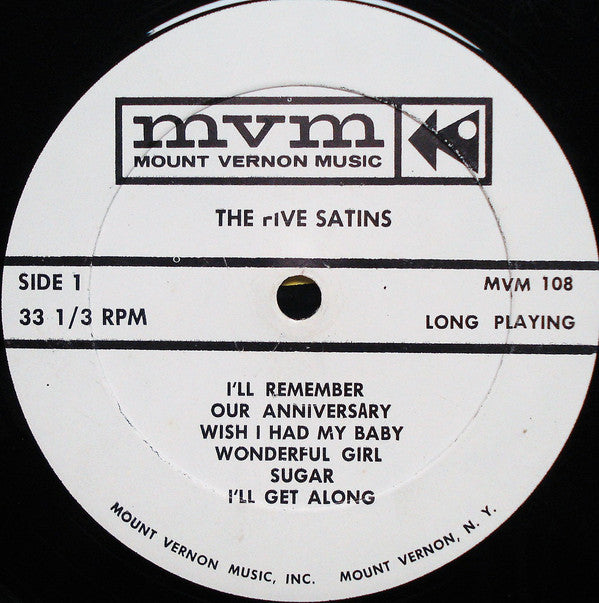 mvm
MOUNT VERNON MUSIC
THE FIVE SATINS
SIDE 1
MVM 108
33 1/3 RPM
LONG PLAYING
I'LL REMEMBER
OUR ANNIVERSARY
WISH I HAD MY BABY
WONDERFUL GIRL
SUGAR
I'LL GET ALONG
MOUNT VERNON MUSIC, INC. MOUNT VERNON, N. Y.